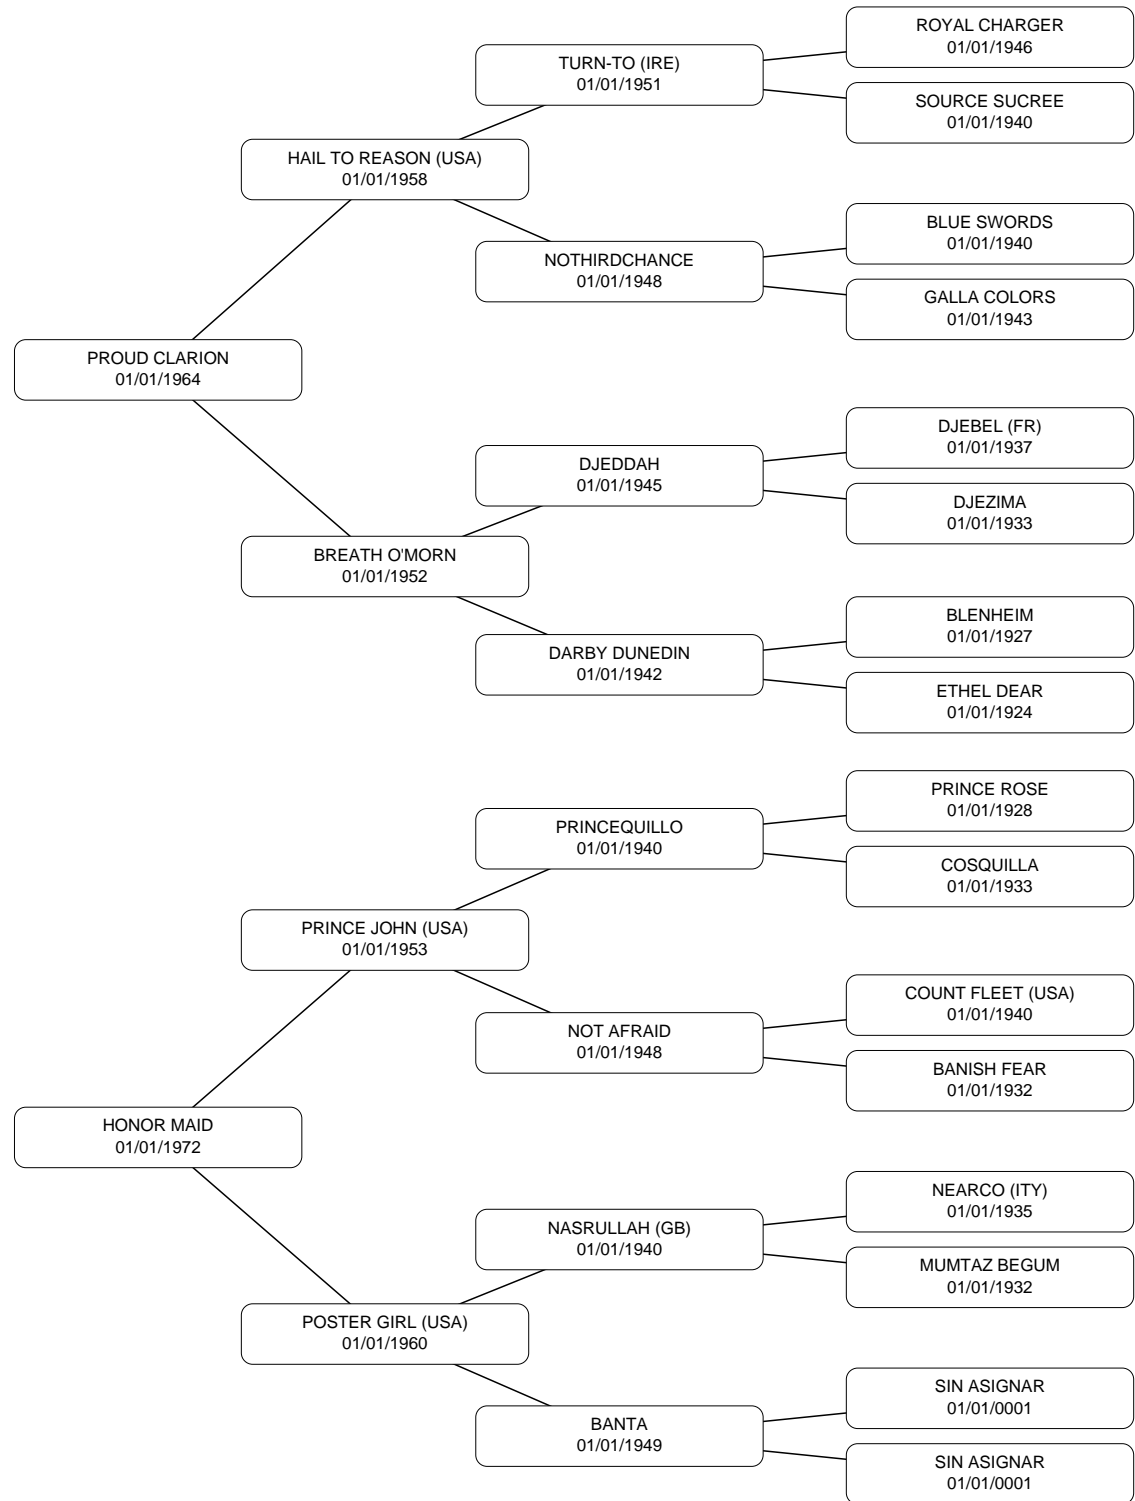 ROYAL CHARGER
01/01/1946
TURN-TO (IRE)
01/01/1951
SOURCE SUCREE
01/01/1940
HAIL TO REASON (USA)
01/01/1958
BLUE SWORDS
01/01/1940
NOTHIRDCHANCE
01/01/1948
GALLA COLORS
01/01/1943
PROUD CLARION
01/01/1964
DJEBEL (FR)
01/01/1937
DJEDDAH
01/01/1945
DJEZIMA
01/01/1933
BREATH O'MORN
01/01/1952
BLENHEIM
01/01/1927
DARBY DUNEDIN
01/01/1942
ETHEL DEAR
01/01/1924
PRINCE ROSE
01/01/1928
PRINCEQUILLO
01/01/1940
COSQUILLA
01/01/1933
PRINCE JOHN (USA)
01/01/1953
COUNT FLEET (USA)
01/01/1940
NOT AFRAID
01/01/1948
BANISH FEAR
01/01/1932
HONOR MAID
01/01/1972
NEARCO (ITY)
01/01/1935
NASRULLAH (GB)
01/01/1940
MUMTAZ BEGUM
01/01/1932
POSTER GIRL (USA)
01/01/1960
SIN ASIGNAR
01/01/0001
BANTA
01/01/1949
SIN ASIGNAR
01/01/0001